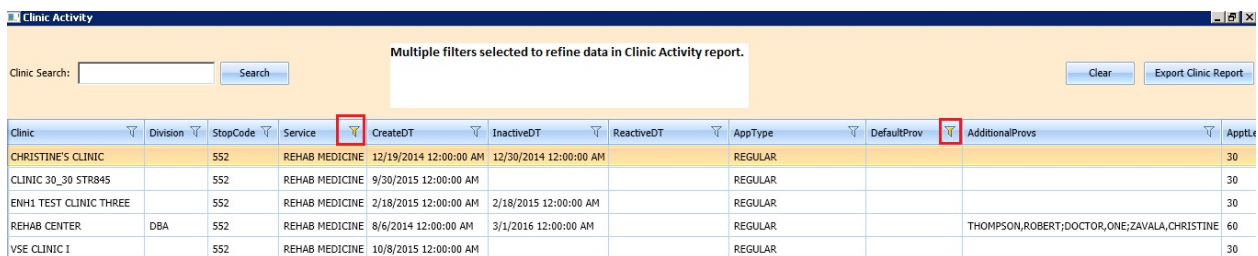 Clinic Activity
Multiple filters selected to refine data in Clinic Activity report.
Clinic Search: Search Clear Export Clinic Report
Clinic Division StopCode Service CreateDT InactiveDT ReactiveDT AppType DefaultProv AdditionalProvs ApptLe
CHRISTINE'S CLINIC 552 REHAB MEDICINE 12/19/2014 12:00:00 AM 12/30/2014 12:00:00 AM REGULAR 30
CLINIC 30_30 STR845 552 REHAB MEDICINE 9/30/2015 12:00:00 AM REGULAR 30
ENH1 TEST CLINIC THREE 552 REHAB MEDICINE 2/18/2015 12:00:00 AM 2/18/2015 12:00:00 AM REGULAR 30
REHAB CENTER DBA 552 REHAB MEDICINE 8/6/2014 12:00:00 AM 3/1/2016 12:00:00 AM REGULAR THOMPSON,ROBERT;DOCTOR,ONE;ZAVALA,CHRISTINE 60
VSE CLINIC I 552 REHAB MEDICINE 10/8/2015 12:00:00 AM REGULAR 30